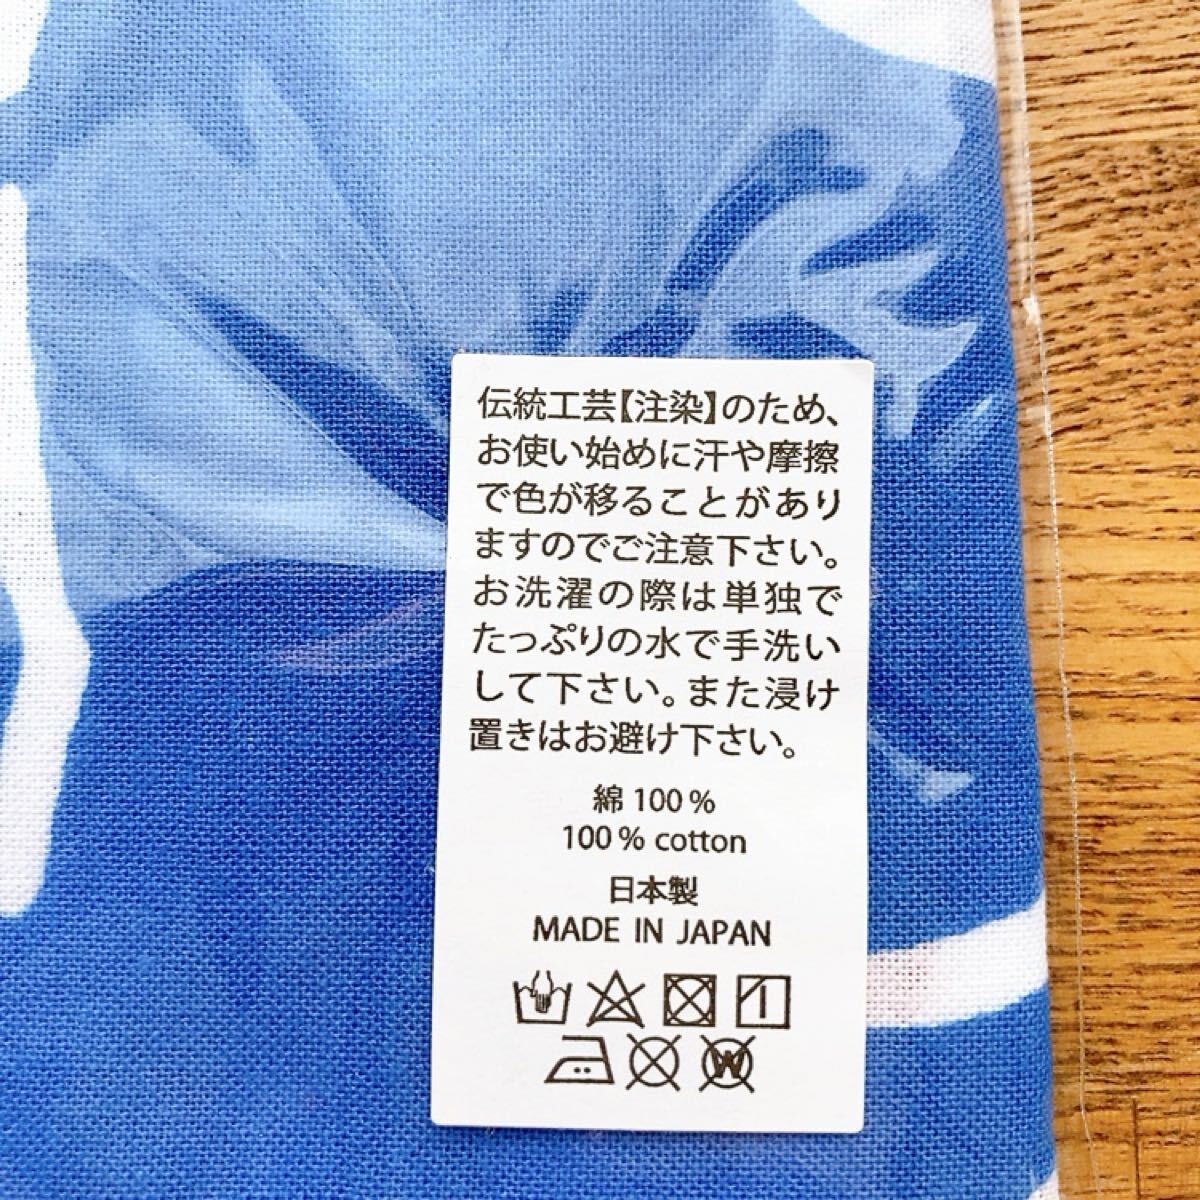 伝統工芸【注染】のため、
お使い始めに汗や摩擦
で色が移ることがあり
ますのでご注意下さい。
お洗濯の際は単独で
たっぷりの水で手洗い
して下さい。また浸け
置きはお避け下さい。
綿 100 %
100 % cotton
日本製
MADE IN JAPAN
W